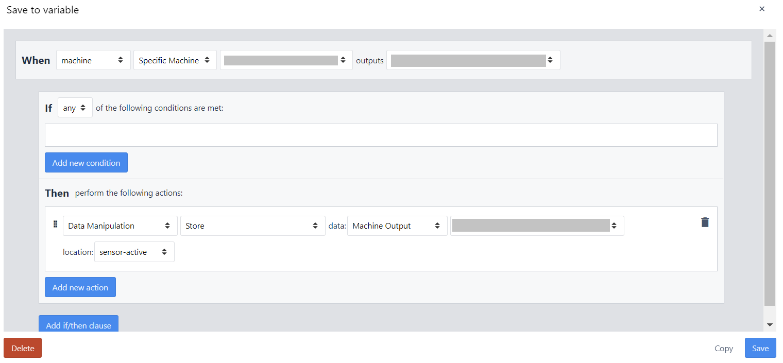 Save to variable ×
When machine Specific Machine outputs
If any of the following conditions are met:
Add new condition
Then perform the following actions:
Data Manipulation Store data: Machine Output
location: sensor-active
Add new action
Add if/then clause
Delete Copy Save